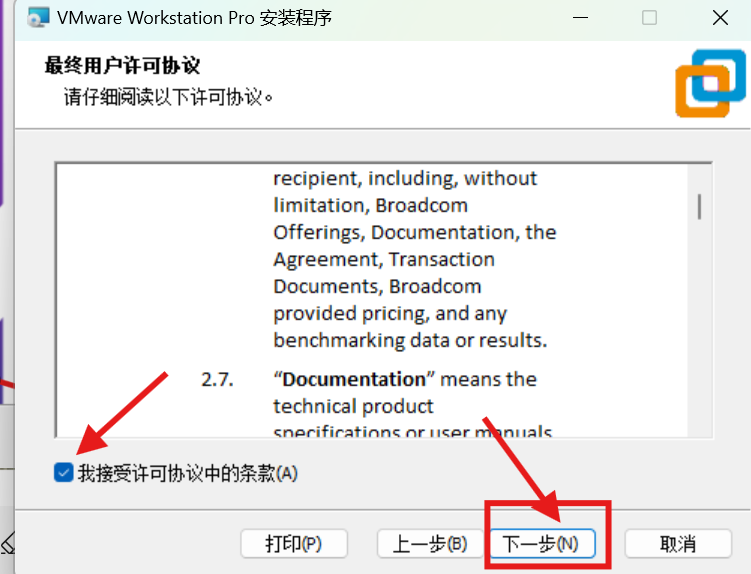 VMware Workstation Pro 安装程序
最终用户许可协议
请仔细阅读以下许可协议。
recipient, including, without
limitation, Broadcom
Offerings, Documentation, the
Agreement, Transaction
Documents, Broadcom
provided pricing, and any
benchmarking data or results.
2.7. “Documentation” means the
technical product
specifications or user manuals
我接受许可协议中的条款(A)
打印(P) 上一步(B) 下一步(N) 取消